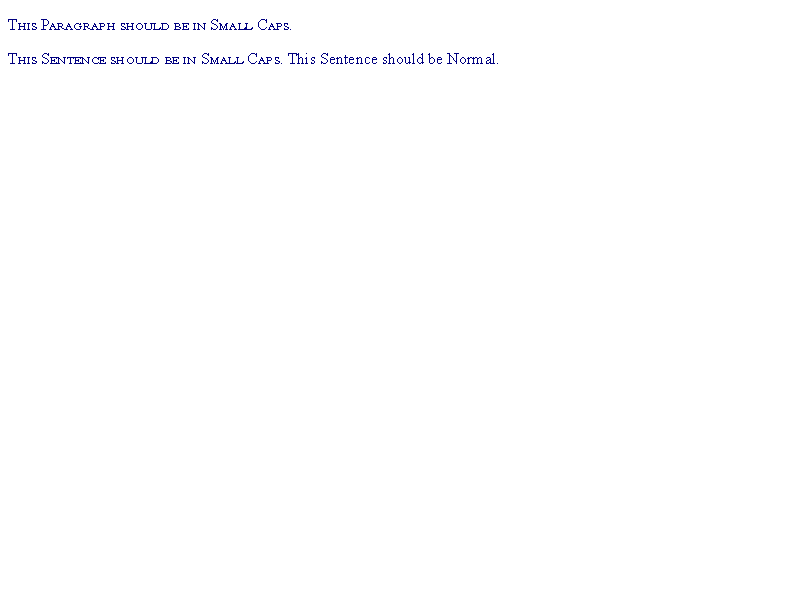 This Paragraph should be in Small Caps.
This Sentence should be in Small Caps. This Sentence should be Normal.